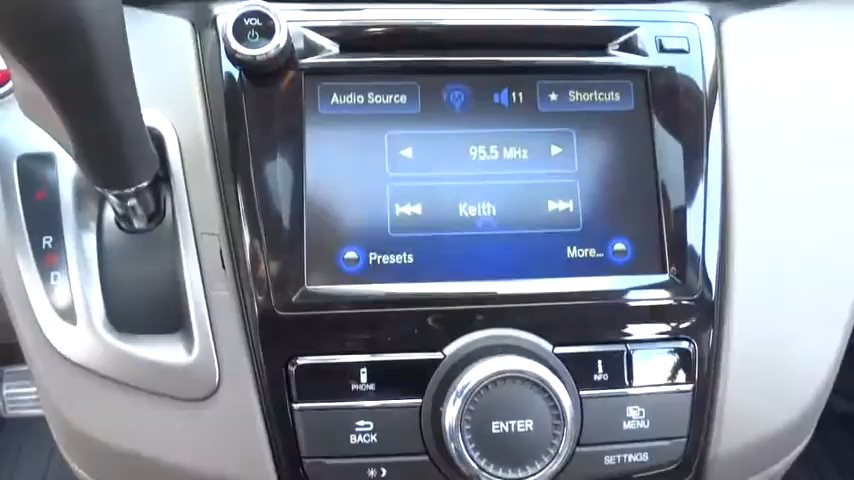 VOL
Audio Source
11
★ Shortcuts
95.5 MHz
Keith
Presets
More...
R
D
PHONE
INFO
BACK
ENTER
MENU
SETTINGS